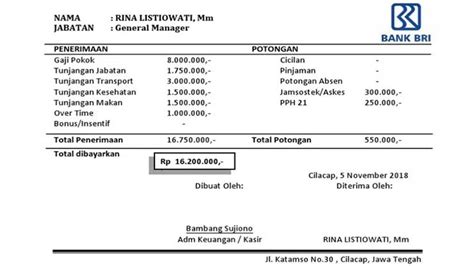 NAMA : RINA LISTIOWATI, Mm
JABATAN : General Manager
BANK BRI
PENERIMAAN POTONGAN
Gaji Pokok 8.000.000,- Cicilan -
Tunjangan Jabatan 1.750.000,- Pinjaman -
Tunjangan Transport 3.000.000,- Potongan Absen -
Tunjangan Kesehatan 1.500.000,- Jamsostek/Askes 300.000,-
Tunjangan Makan 1.500.000,- PPH 21 250.000,-
Over Time 1.000.000,-
Bonus/Insentif -
Total Penerimaan 16.750.000,- Total Potongan 550.000,-
Total dibayarkan
Rp 16.200.000,-
Cilacap, 5 November 2018
Dibuat Oleh: Diterima Oleh:
Bambang Sujiono
Adm Keuangan / Kasir RINA LISTIOWATI, Mm
Jl. Katamso No.30 , Cilacap, Jawa Tengah